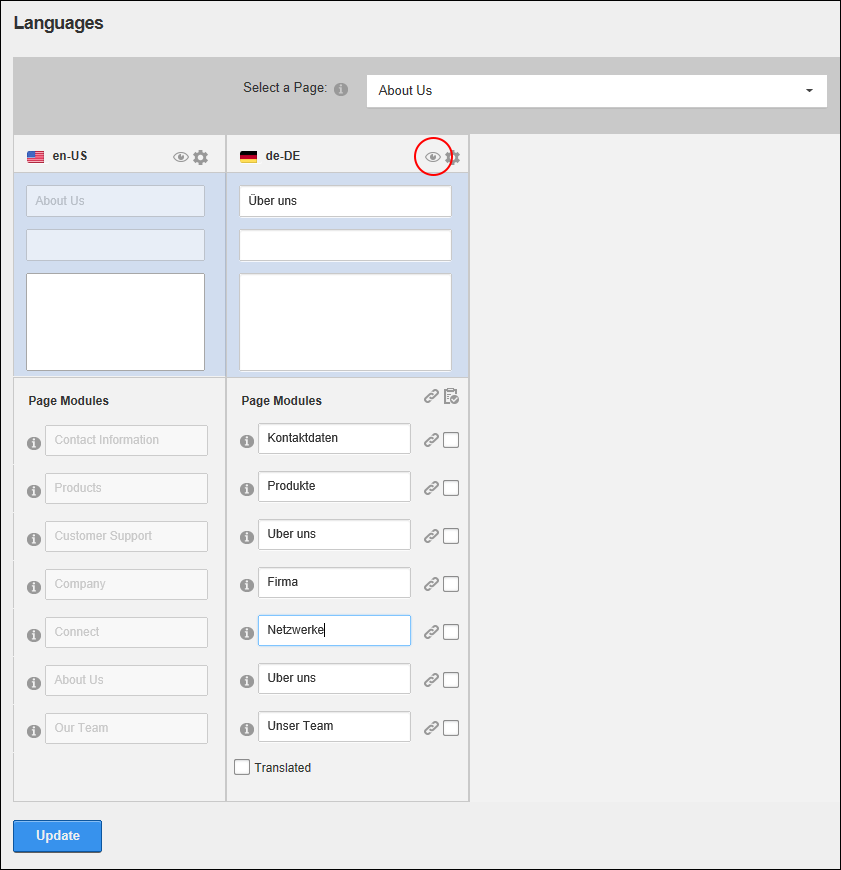 Languages
Select a Page: About Us
en-US
de-DE
About Us
Über uns
Page Modules
Page Modules
Contact Information
Kontaktdaten
Products
Produkte
Customer Support
Uber uns
Company
Firma
Connect
Netzwerke
About Us
Uber uns
Our Team
Unser Team
Translated
Update